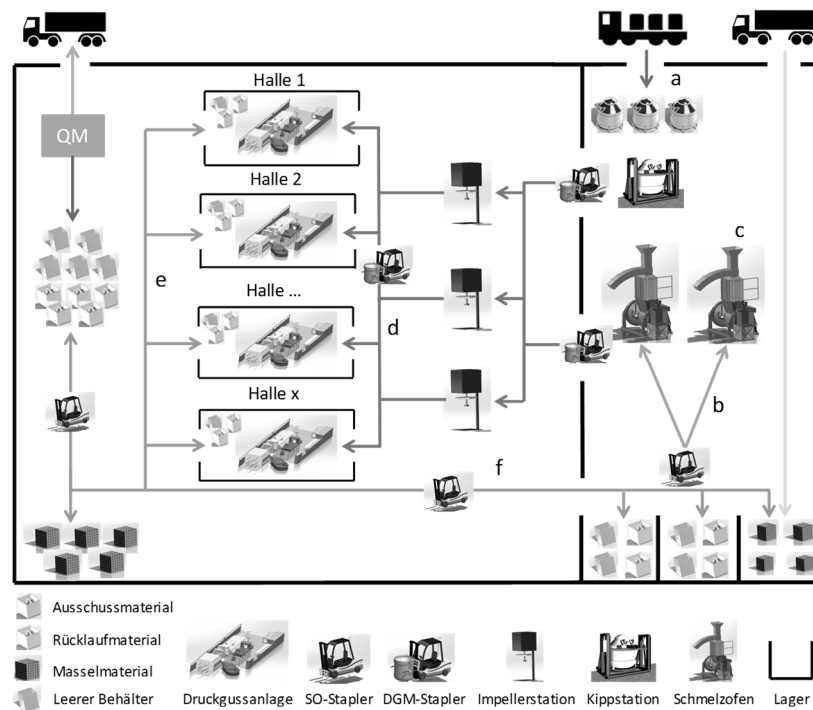 a
Halle 1
QM
Halle 2
c
e
Halle ...
d
Halle x
b
f
Ausschussmaterial
Rücklaufmaterial
Masselmaterial
Leerer Behälter
Druckgussanlage
SO-Stapler
DGM-Stapler
Impellerstation
Kippstation
Schmelzofen
Lager